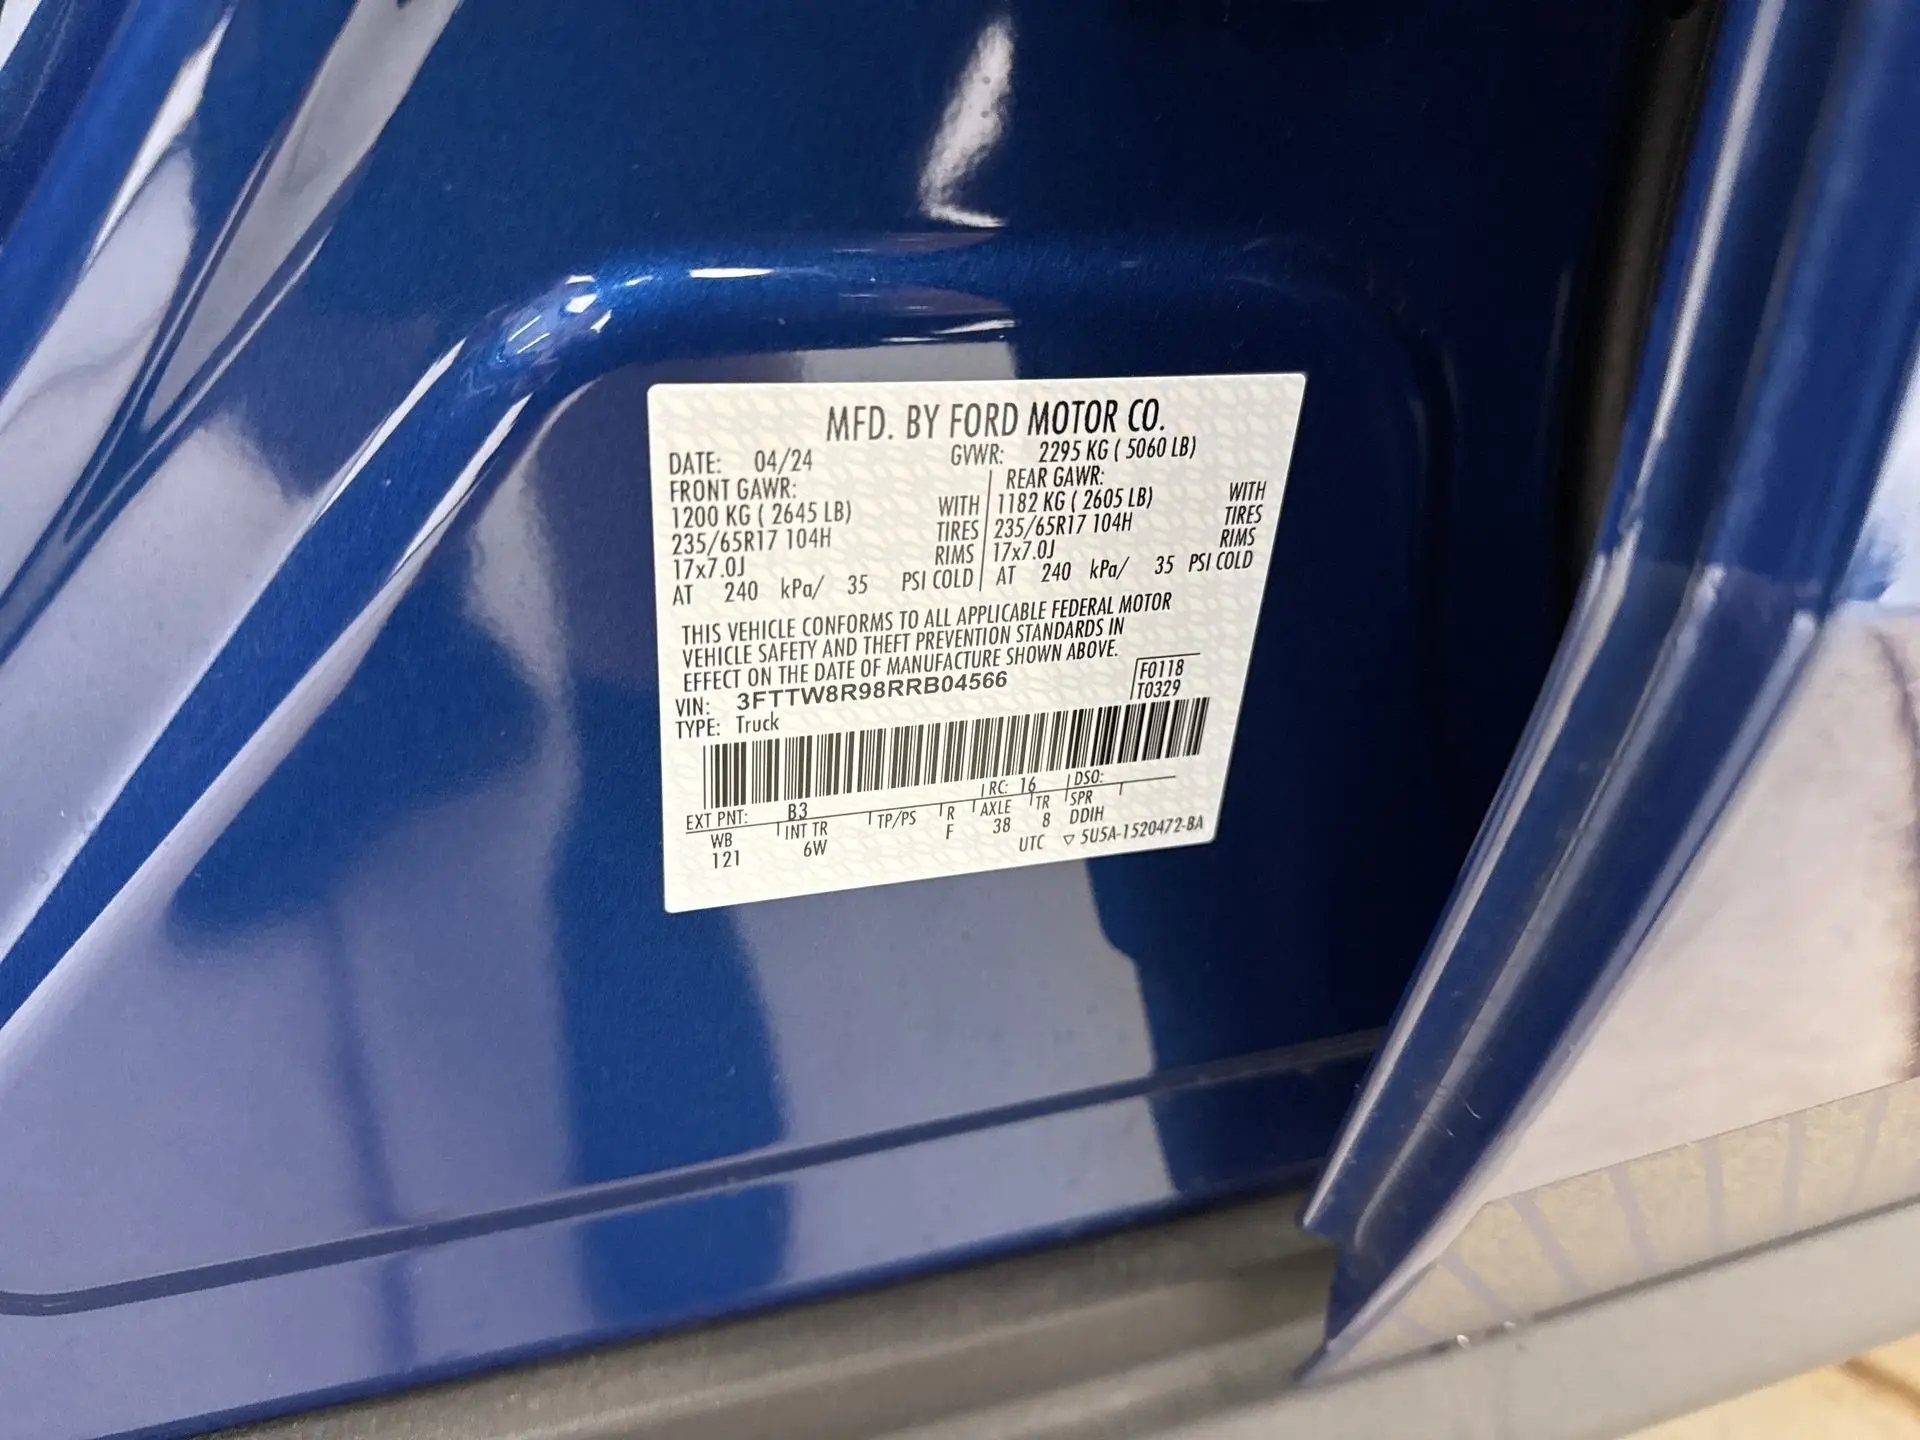 MFD. BY FORD MOTOR CO.
DATE: 04/24 GVWR: 2295 KG ( 5060 LB)
FRONT GAWR: REAR GAWR:
1200 KG ( 2645 LB) WITH 1182 KG ( 2605 LB) WITH
235/65R17 104H TIRES 235/65R17 104H TIRES
17x7.0J RIMS 17x7.0J RIMS
AT 240 kPa/ 35 PSI COLD AT 240 kPa/ 35 PSI COLD
THIS VEHICLE CONFORMS TO ALL APPLICABLE FEDERAL MOTOR
VEHICLE SAFETY AND THEFT PREVENTION STANDARDS IN
EFFECT ON THE DATE OF MANUFACTURE SHOWN ABOVE.
VIN: 3FTTW8R98RRB04566 F0118
TYPE: Truck T0329
EXT PNT: B3 RC: 16 DSO:
WB INT TR TP/PS R AXLE TR SPR
121 6W F 38 8 DDIH
UTC ▽ 5U5A-1520472-BA